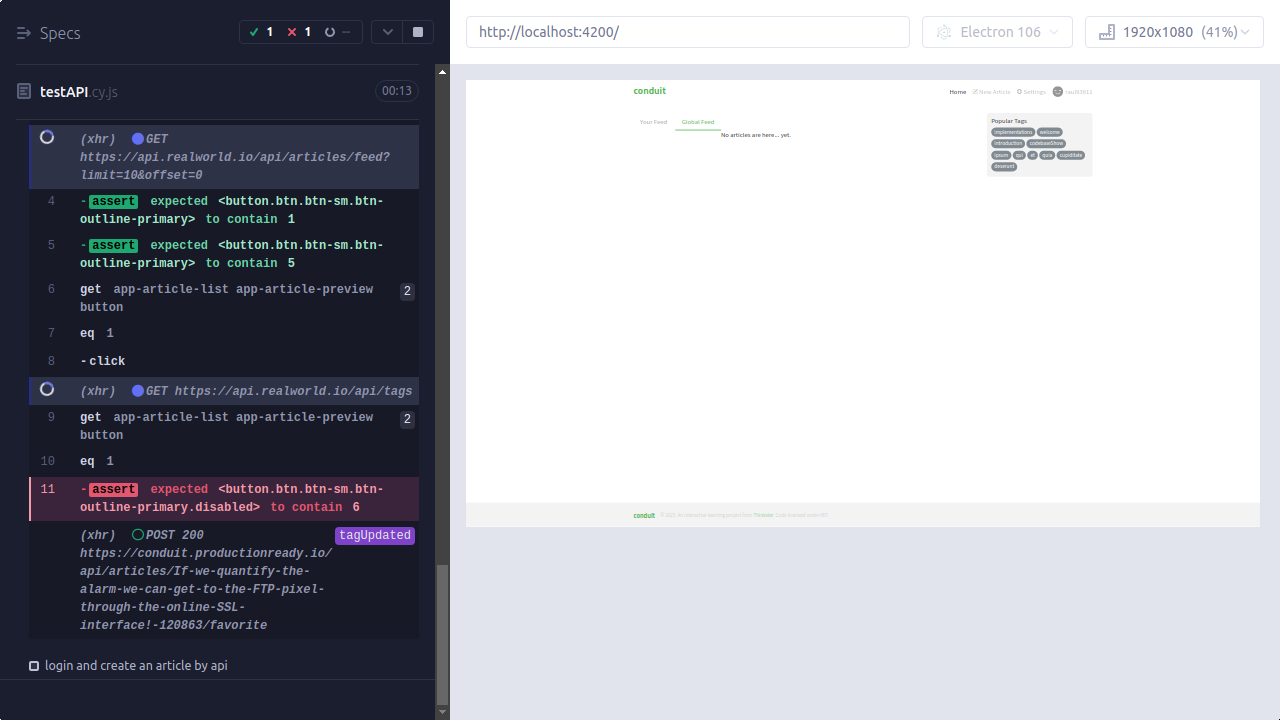 Specs
1
1
--
testAPI.cy.js
00:13
(xhr) GET
https://api.realworld.io/api/articles/feed?
limit=10&offset=0
4 -assert expected <button.btn.btn-sm.btn-
outline-primary> to contain 1
5 -assert expected <button.btn.btn-sm.btn-
outline-primary> to contain 5
6 get app-article-list app-article-preview 2
button
7 eq 1
8 -click
(xhr) GET https://api.realworld.io/api/tags
9 get app-article-list app-article-preview 2
button
10 eq 1
11 -assert expected <button.btn.btn-sm.btn-
outline-primary.disabled> to contain 6
(xhr) POST 200 tagUpdated
https://conduit.productionready.io/
api/articles/If-we-quantify-the-
alarm-we-can-get-to-the-FTP-pixel-
through-the-online-SSL-
interface!-120863/favorite
login and create an article by api
http://localhost:4200/
Electron 106
1920x1080 (41%)
conduit
Home New Article Settings
Your Feed Global Feed
No articles are here... yet.
Popular Tags
implementations welcome
introduction codebaseShow
ipsum qui et quia cupiditate
deserunt
conduit